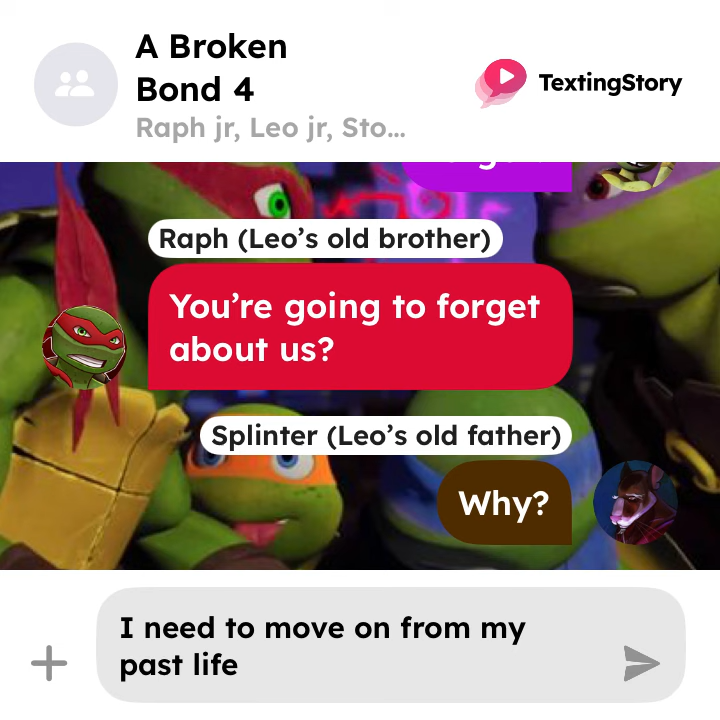 A Broken
Bond 4
Raph jr, Leo jr, Sto...
TextingStory
Raph (Leo’s old brother)
You’re going to forget
about us?
Splinter (Leo’s old father)
Why?
I need to move on from my
past life